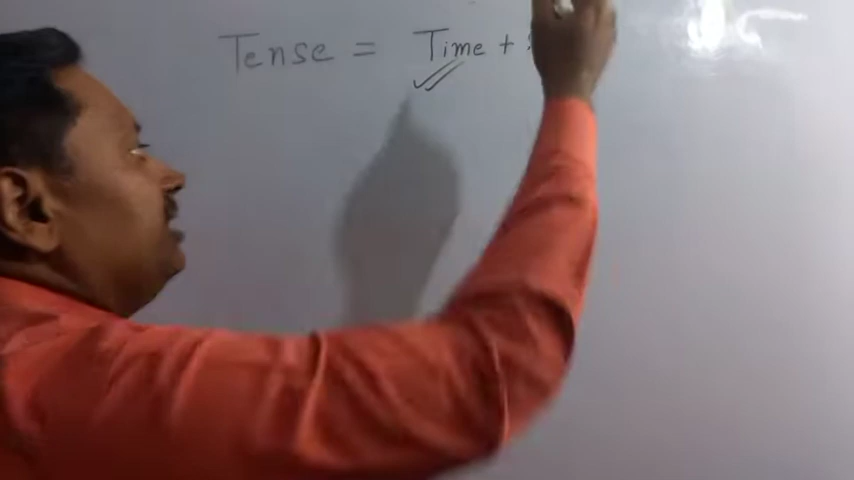 Tense = Time +